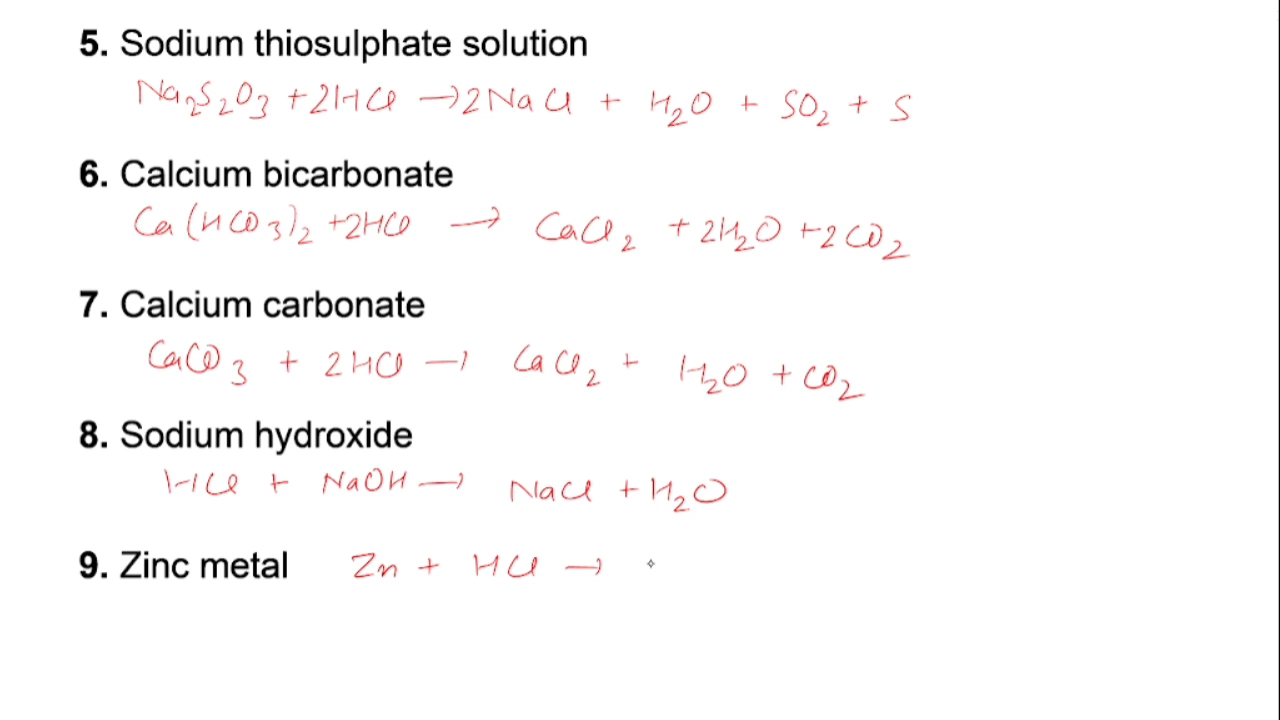 5. Sodium thiosulphate solution
Na₂S₂O₃ + 2HCl → 2NaCl + H₂O + SO₂ + S
6. Calcium bicarbonate
Ca(HCO₃)₂ + 2HCl → CaCl₂ + 2H₂O + 2CO₂
7. Calcium carbonate
CaCO₃ + 2HCl → CaCl₂ + H₂O + CO₂
8. Sodium hydroxide
HCl + NaOH → NaCl + H₂O
9. Zinc metal Zn + HCl →